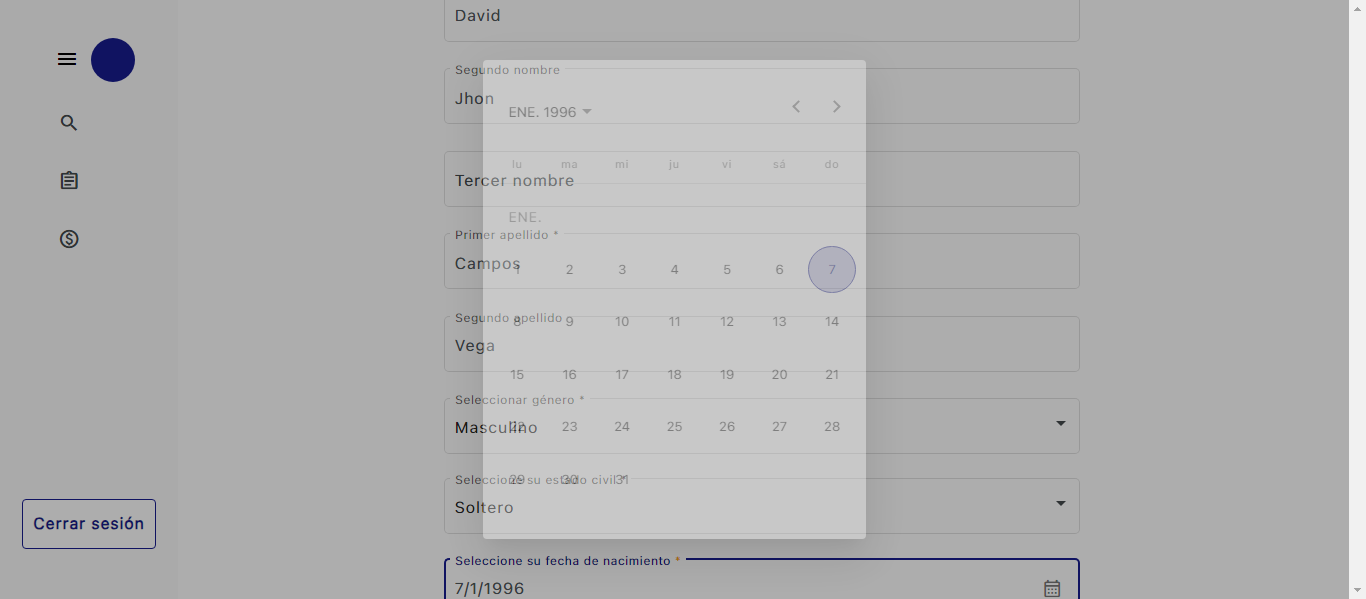 David
Segundo nombre
Jhon
Tercer nombre
Primer apellido *
Campos
Segundo apellido
Vega
Seleccionar género *
Masculino
Seleccione su estado civil *
Soltero
Seleccione su fecha de nacimiento *
7/1/1996
ENE. 1996
lu ma mi ju vi sá do
ENE.
1 2 3 4 5 6 7
8 9 10 11 12 13 14
15 16 17 18 19 20 21
22 23 24 25 26 27 28
29 30 31
Cerrar sesión